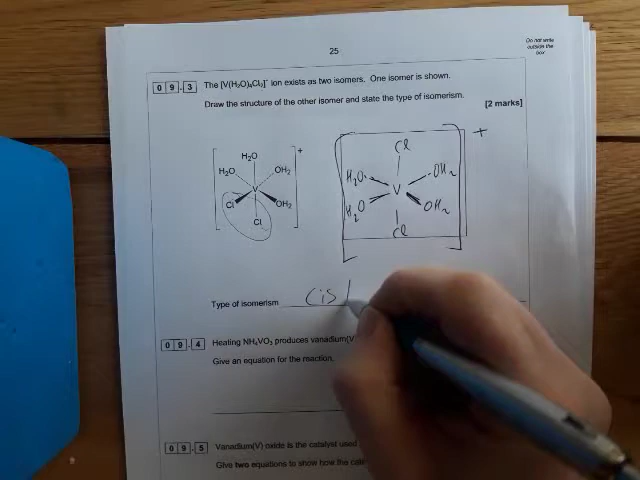 25
Do not write
outside the
box
0 9 . 3 The [V(H₂O)₄Cl₂]⁺ ion exists as two isomers. One isomer is shown.
Draw the structure of the other isomer and state the type of isomerism.
[2 marks]
+
H₂O
H₂O OH₂
V
Cl OH₂
Cl
+
Cl
H₂O OH₂
V
H₂O OH₂
Cl
Type of isomerism Cis
0 9 . 4 Heating NH₄VO₃ produces vanadium(V
Give an equation for the reaction.
0 9 . 5 Vanadium(V) oxide is the catalyst used
Give two equations to show how the